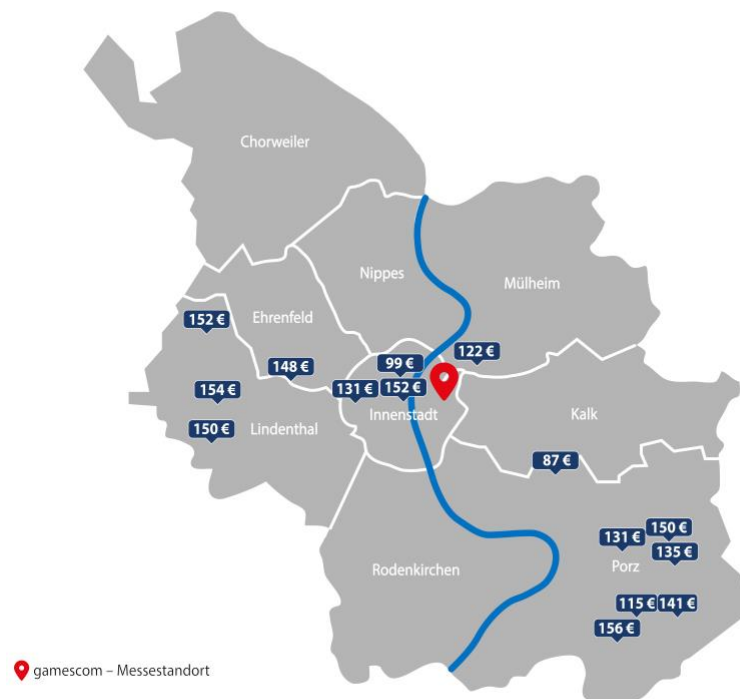 Chorweiler
Nippes
Mülheim
Ehrenfeld
152 €
122 €
99 €
148 €
154 €
131 €
152 €
Innenstadt
Kalk
150 €
Lindenthal
87 €
150 €
131 €
135 €
Rodenkirchen
Porz
115 €
141 €
156 €
gamescom – Messestandort